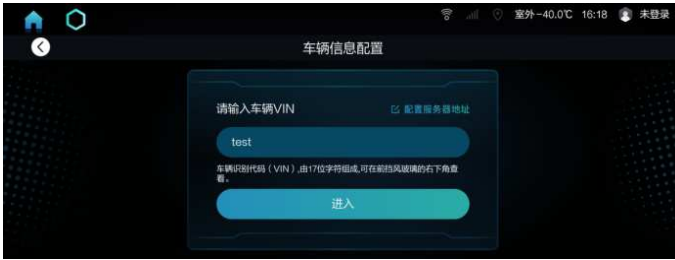 室外-40.0℃ 16:18 未登录
车辆信息配置
请输入车辆VIN 配置服务器地址
test
车辆识别代码（VIN）,由17位字符组成,可在前挡风玻璃的右下角查
看。
进入